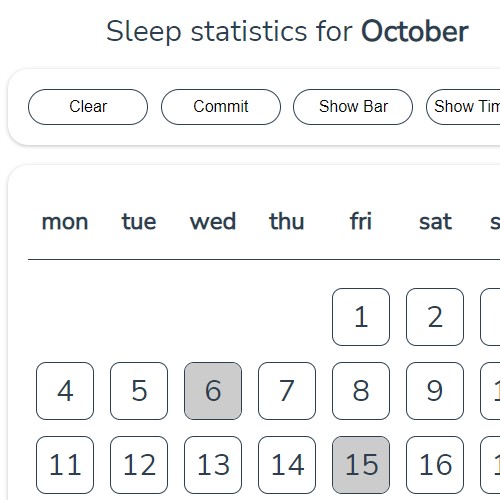 Sleep statistics for October
Clear Commit Show Bar Show Tim
mon tue wed thu fri sat s
1 2
4 5 6 7 8 9 1
11 12 13 14 15 16 1